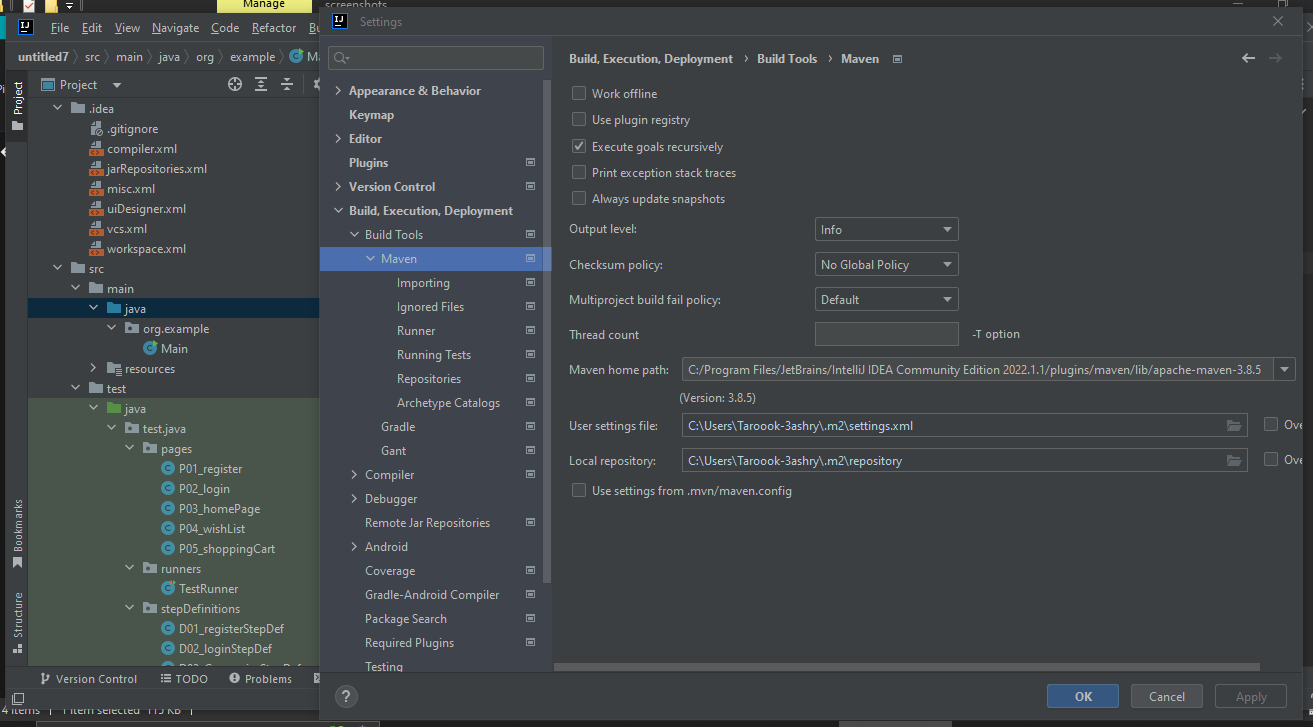 Manage
screenshots
File Edit View Navigate Code Refactor
Settings
untitled7 src main java org example
Project
Project
.idea
.gitignore
compiler.xml
jarRepositories.xml
misc.xml
uiDesigner.xml
vcs.xml
workspace.xml
src
main
java
org.example
Main
resources
test
java
test.java
pages
P01_register
P02_login
P03_homePage
P04_wishList
P05_shoppingCart
runners
TestRunner
stepDefinitions
D01_registerStepDef
D02_loginStepDef
Bookmarks
Structure
Version Control TODO Problems
4 items 1 item selected 115 KB
Appearance & Behavior
Keymap
Editor
Plugins
Version Control
Build, Execution, Deployment
Build Tools
Maven
Importing
Ignored Files
Runner
Running Tests
Repositories
Archetype Catalogs
Gradle
Gant
Compiler
Debugger
Remote Jar Repositories
Android
Coverage
Gradle-Android Compiler
Package Search
Required Plugins
Testing
Build, Execution, Deployment › Build Tools › Maven
Work offline
Use plugin registry
Execute goals recursively
Print exception stack traces
Always update snapshots
Output level: Info
Checksum policy: No Global Policy
Multiproject build fail policy: Default
Thread count -T option
Maven home path: C:/Program Files/JetBrains/IntelliJ IDEA Community Edition 2022.1.1/plugins/maven/lib/apache-maven-3.8.5
(Version: 3.8.5)
User settings file: C:\Users\Taroook-3ashry\.m2\settings.xml Ove
Local repository: C:\Users\Taroook-3ashry\.m2\repository Ove
Use settings from .mvn/maven.config
? OK Cancel Apply